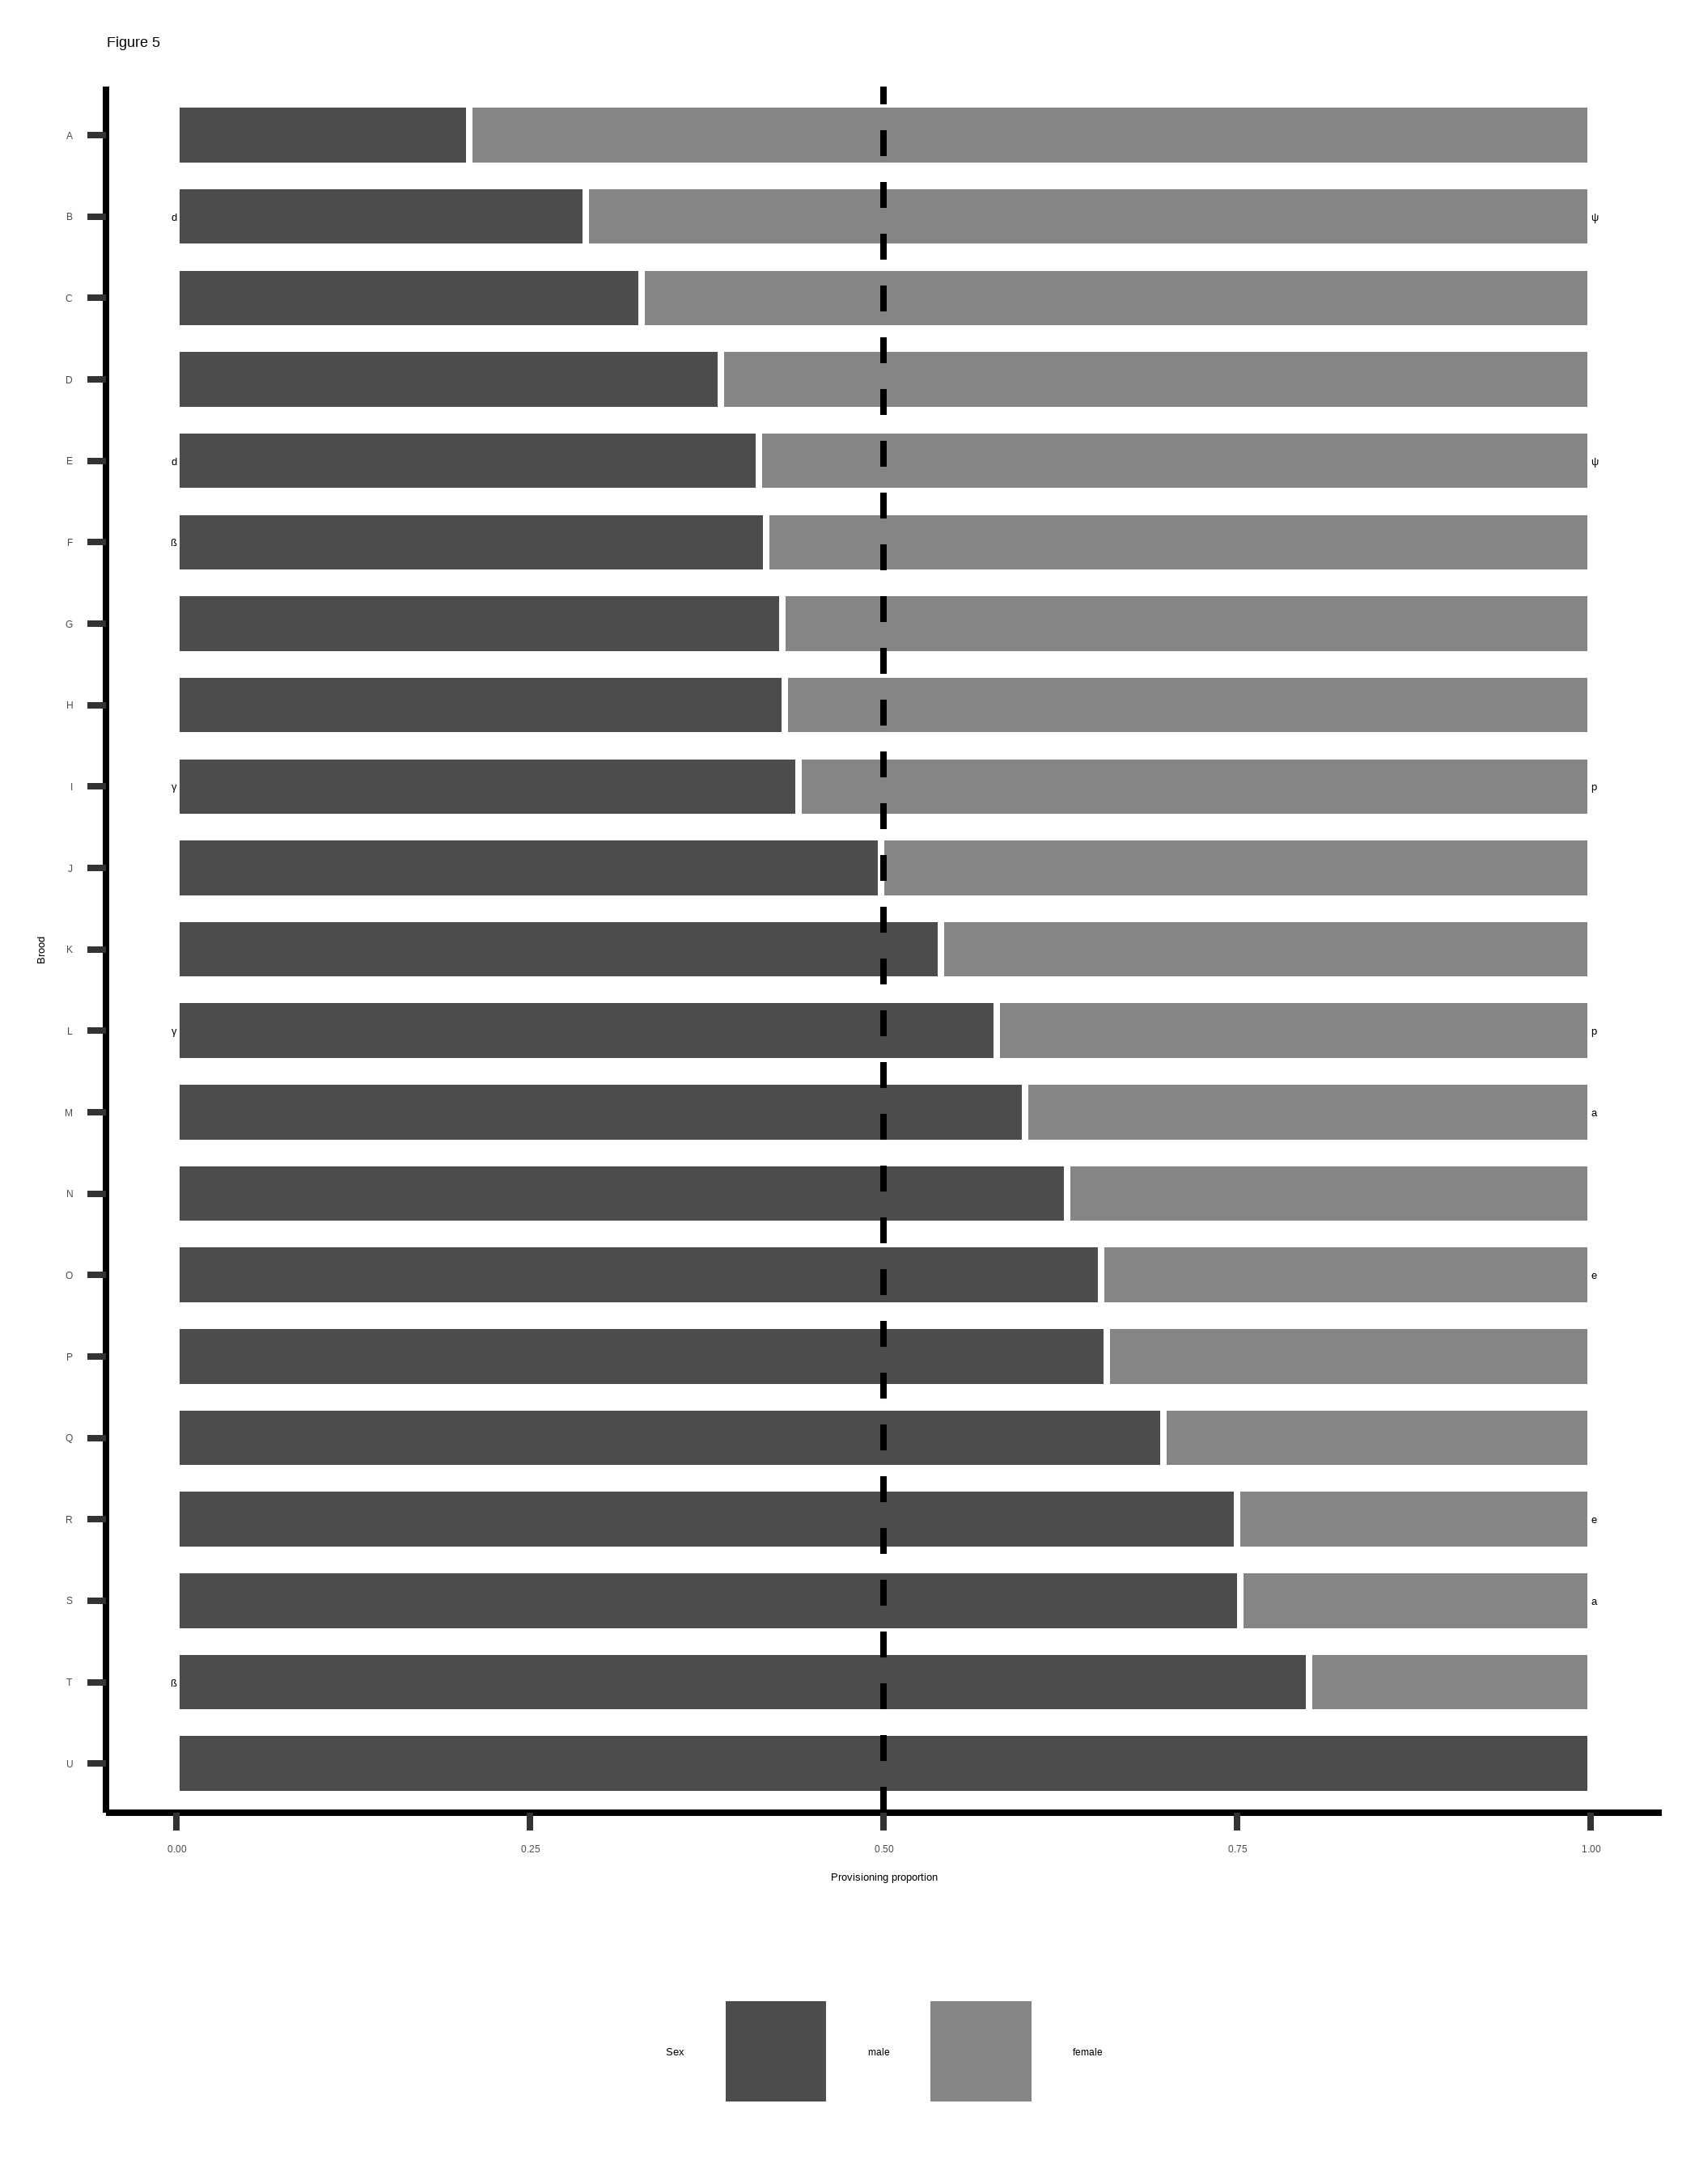 Figure 5
A
B d ψ
C
D
E d ψ
F ß
G
H
I γ p
J
K
L γ p
M a
N
O e
P
Q
R e
S a
T ß
U
Brood
0.00 0.25 0.50 0.75 1.00
Provisioning proportion
Sex male female